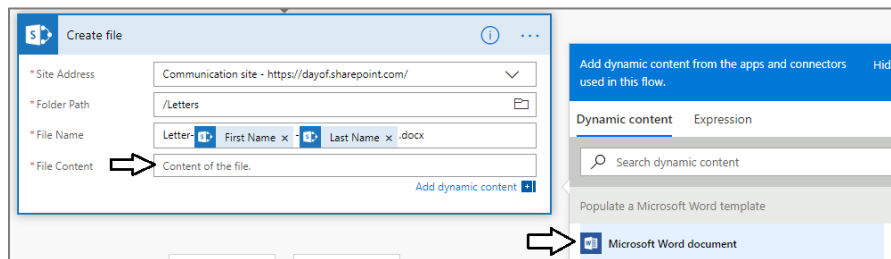 Create file
* Site Address Communication site - https://dayof.sharepoint.com/
* Folder Path /Letters
* File Name Letter- First Name × - Last Name × .docx
* File Content Content of the file.
Add dynamic content
Add dynamic content from the apps and connectors
used in this flow.
Hid
Dynamic content Expression
Search dynamic content
Populate a Microsoft Word template
Microsoft Word document